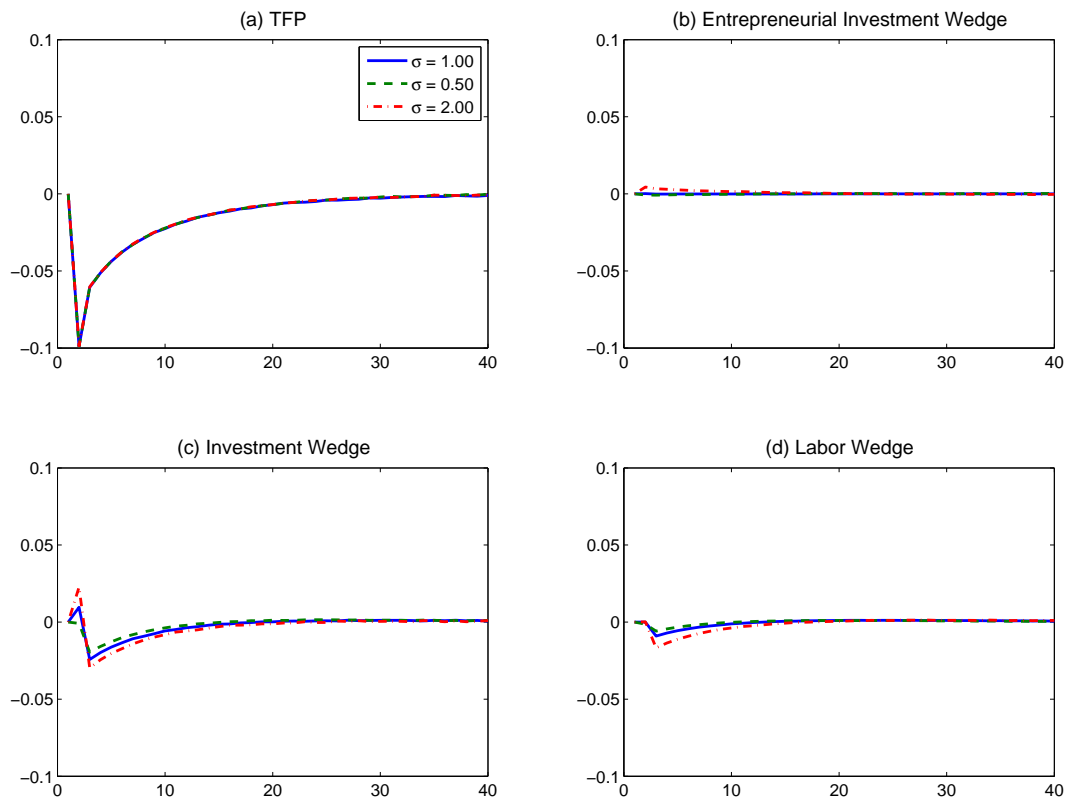 (a) TFP
0.1
0.05
0
−0.05
−0.1
0 10 20 30 40
σ = 1.00
σ = 0.50
σ = 2.00
(b) Entrepreneurial Investment Wedge
0.1
0.05
0
−0.05
−0.1
0 10 20 30 40
(c) Investment Wedge
0.1
0.05
0
−0.05
−0.1
0 10 20 30 40
(d) Labor Wedge
0.1
0.05
0
−0.05
−0.1
0 10 20 30 40